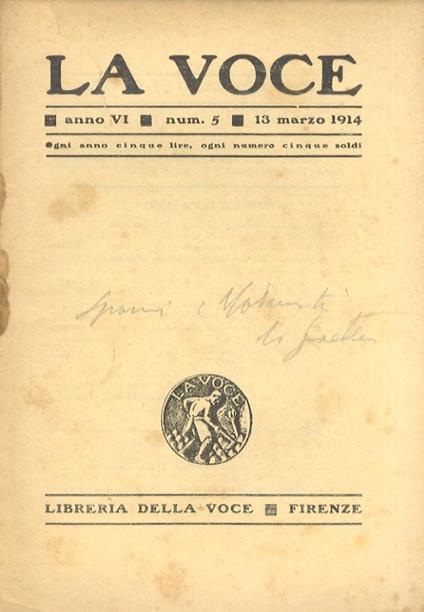 LA VOCE
■ anno VI ■ num. 5 ■ 13 marzo 1914
Ogni anno cinque lire, ogni numero cinque soldi
LA VOCE
LIBRERIA DELLA VOCE ■ FIRENZE